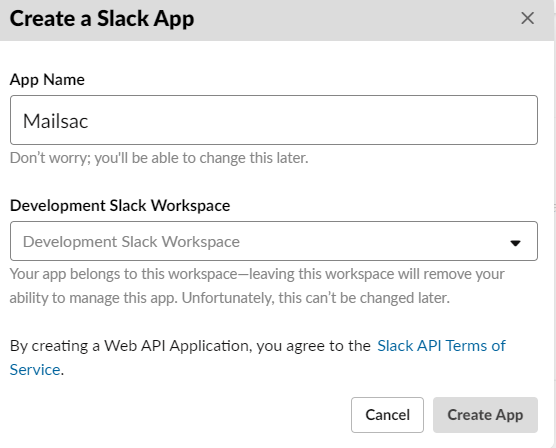 Create a Slack App
App Name
Mailsac
Don't worry; you'll be able to change this later.
Development Slack Workspace
Development Slack Workspace
Your app belongs to this workspace—leaving this workspace will remove your
ability to manage this app. Unfortunately, this can't be changed later.
By creating a Web API Application, you agree to the Slack API Terms of
Service.
Cancel
Create App